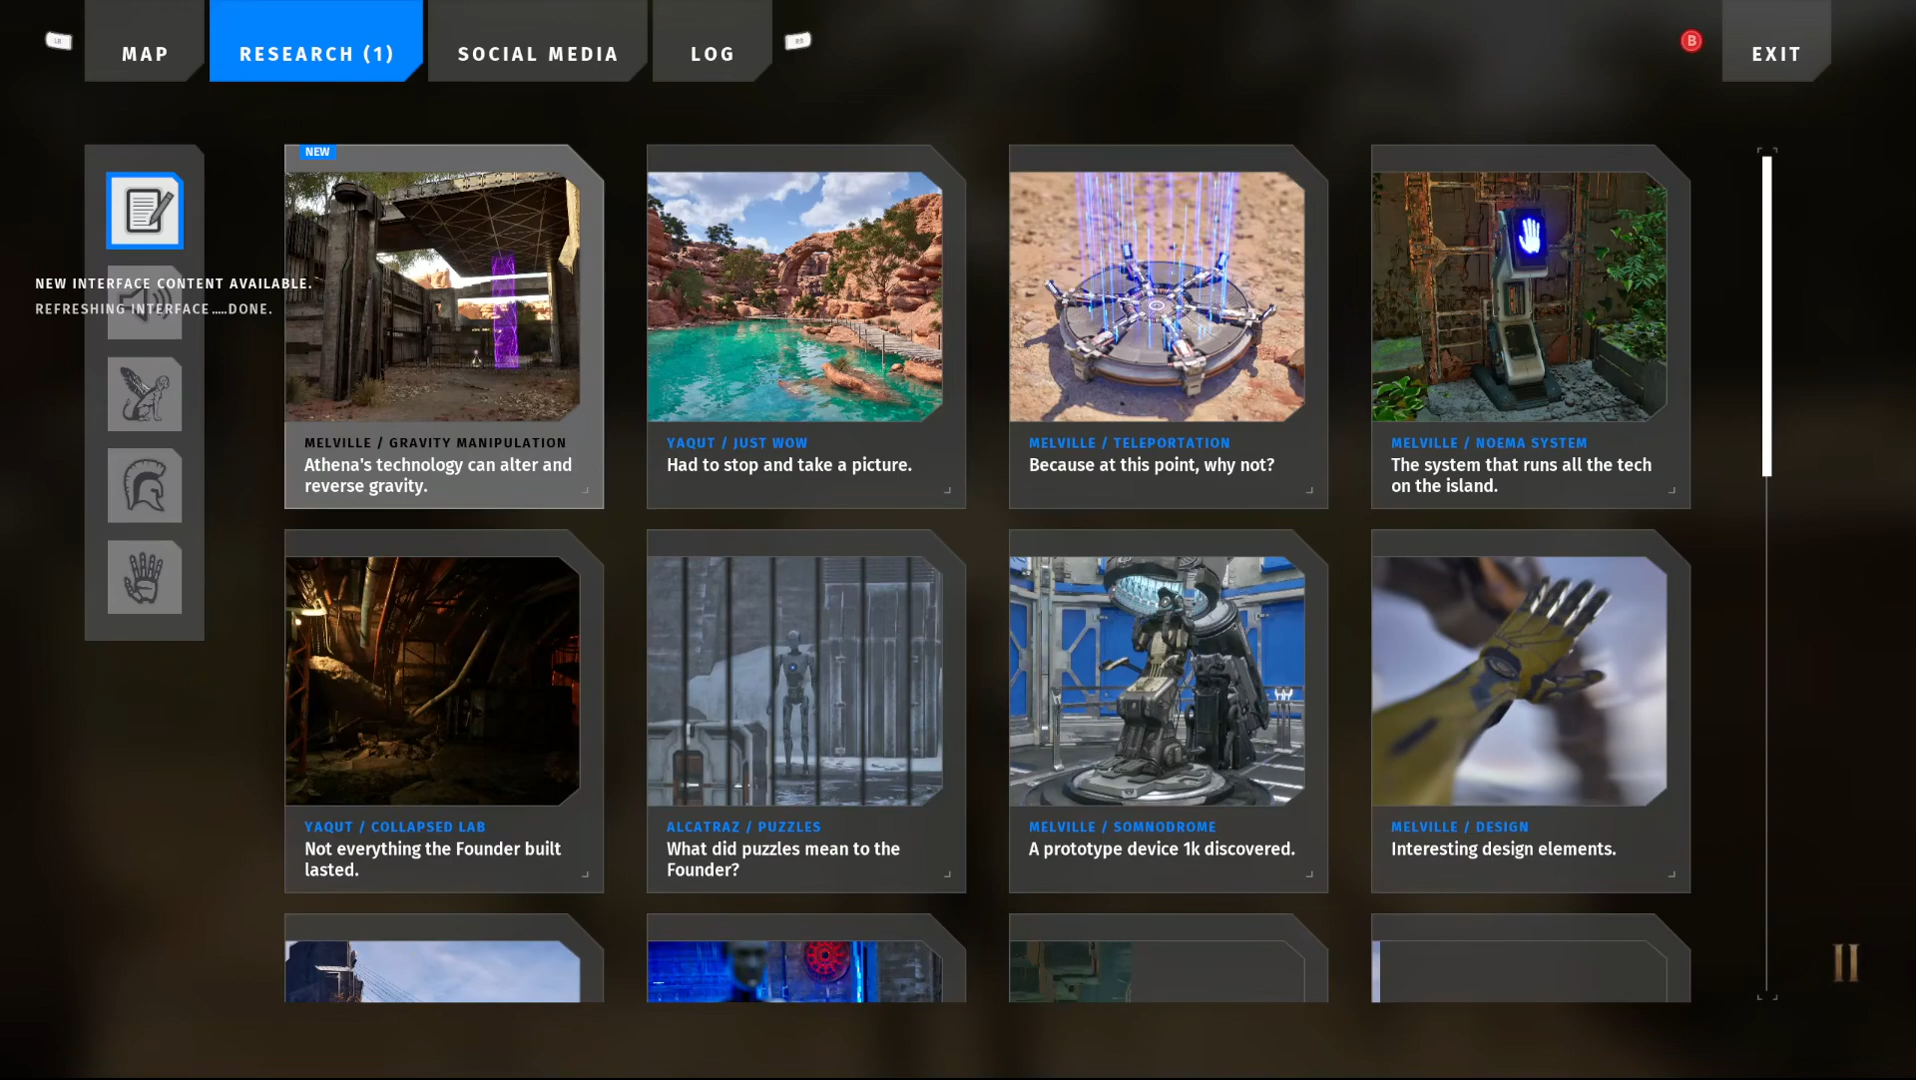 MAP
RESEARCH (1)
SOCIAL MEDIA
LOG
B
EXIT
NEW
NEW INTERFACE CONTENT AVAILABLE.
REFRESHING INTERFACE.....DONE.
MELVILLE / GRAVITY MANIPULATION
Athena's technology can alter and
reverse gravity.
YAQUT / JUST WOW
Had to stop and take a picture.
MELVILLE / TELEPORTATION
Because at this point, why not?
MELVILLE / NOEMA SYSTEM
The system that runs all the tech
on the island.
YAQUT / COLLAPSED LAB
Not everything the Founder built
lasted.
ALCATRAZ / PUZZLES
What did puzzles mean to the
Founder?
MELVILLE / SOMNODROME
A prototype device 1k discovered.
MELVILLE / DESIGN
Interesting design elements.